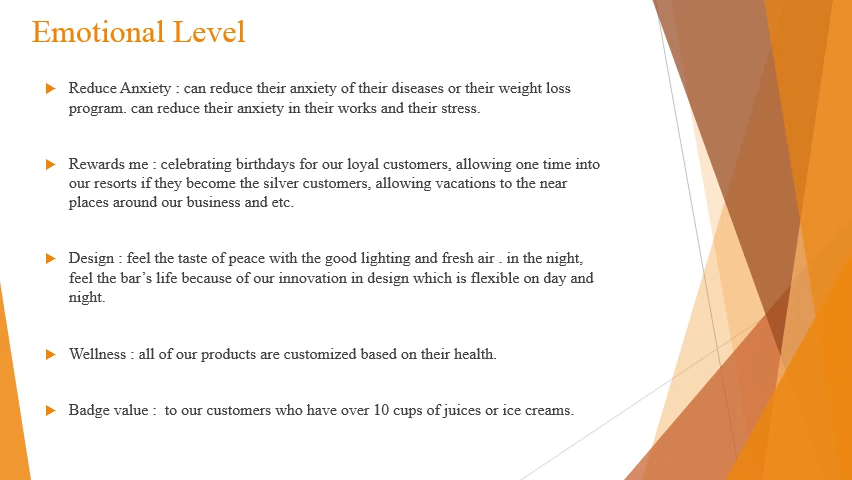 Emotional Level
Reduce Anxiety : can reduce their anxiety of their diseases or their weight loss
program. can reduce their anxiety in their works and their stress.
Rewards me : celebrating birthdays for our loyal customers, allowing one time into
our resorts if they become the silver customers, allowing vacations to the near
places around our business and etc.
Design : feel the taste of peace with the good lighting and fresh air . in the night,
feel the bar’s life because of our innovation in design which is flexible on day and
night.
Wellness : all of our products are customized based on their health.
Badge value :  to our customers who have over 10 cups of juices or ice creams.